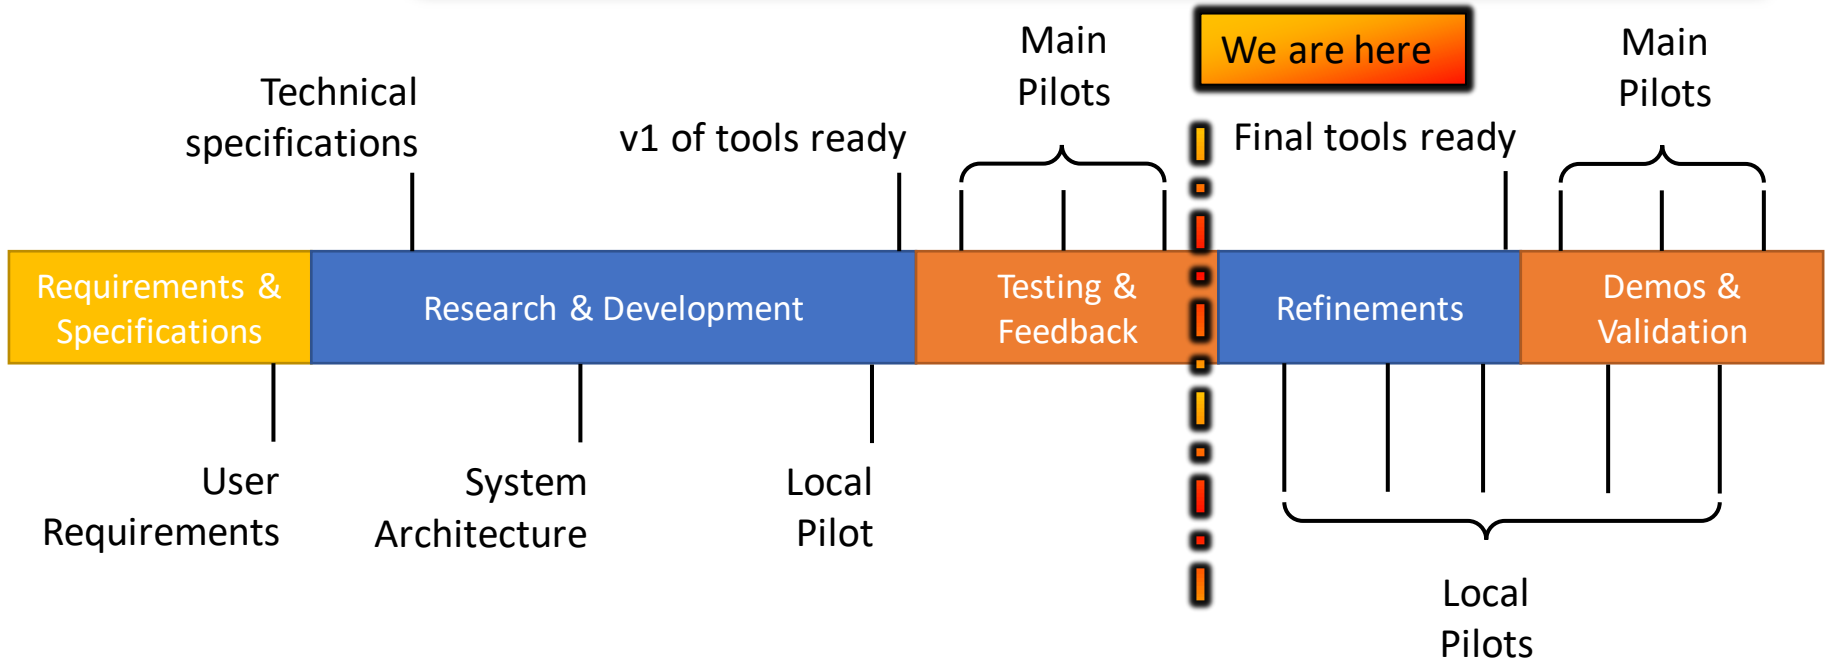 Technical
specifications
v1 of tools ready
Main
Pilots
We are here
Final tools ready
Main
Pilots
Requirements &
Specifications
Research & Development
Testing &
Feedback
Refinements
Demos &
Validation
User
Requirements
System
Architecture
Local
Pilot
Local
Pilots